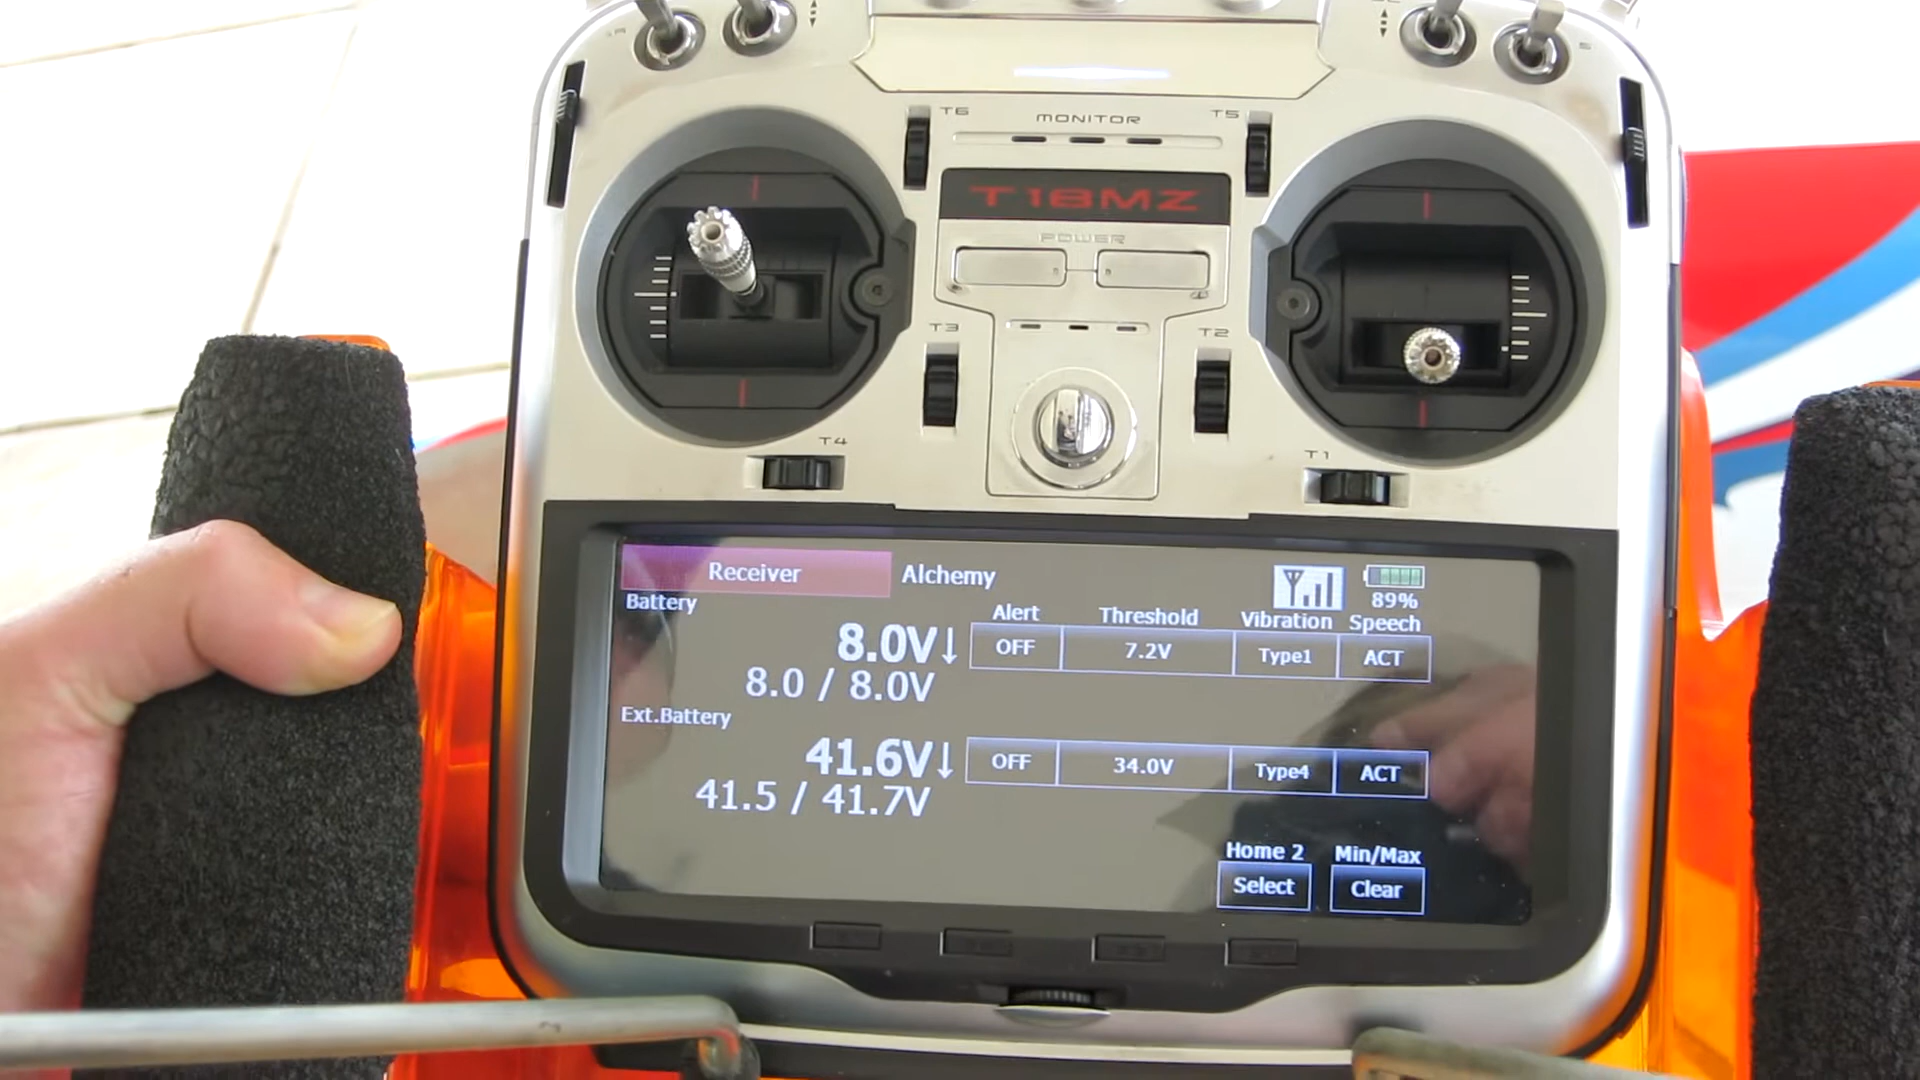 T6
MONITOR
T5
T18MZ
POWER
T3
T2
T4
T1
Receiver
Alchemy
89%
Battery
Alert
Threshold
Vibration
Speech
8.0V↓
OFF
7.2V
Type1
ACT
8.0 / 8.0V
Ext.Battery
41.6V↓
OFF
34.0V
Type4
ACT
41.5 / 41.7V
Home 2
Min/Max
Select
Clear